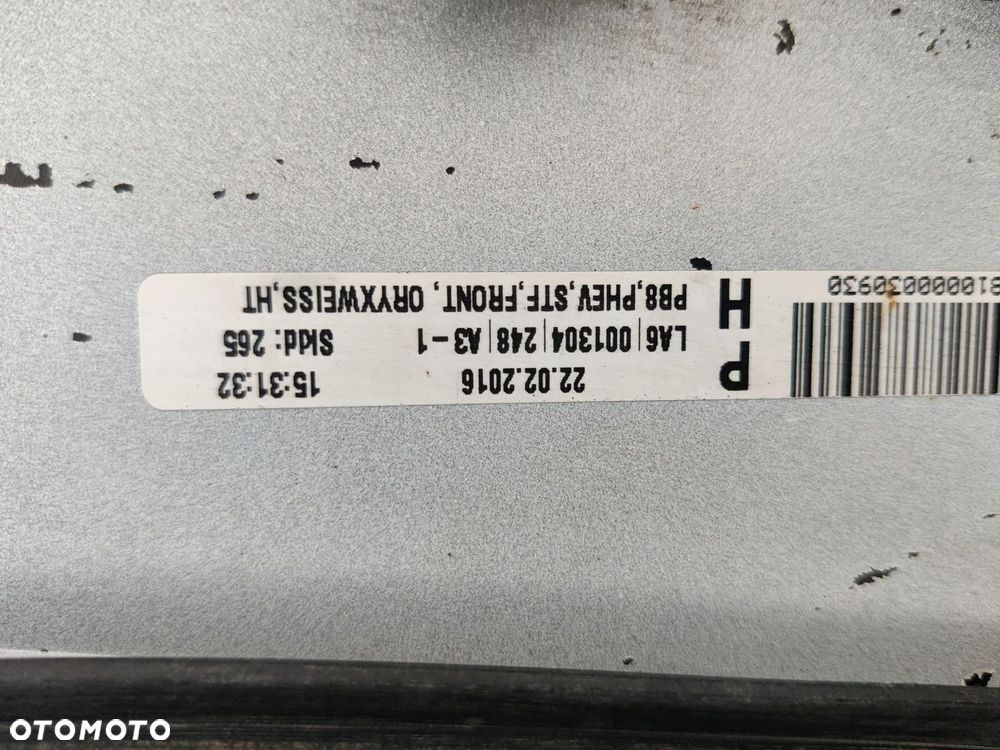 P 22.02.2016 15:31:32
LA6|001304|248|A3-1 Skid: 265
H PB8,PHEV,STF,FRONT, ORYXWEISS,HT
OTOMOTO